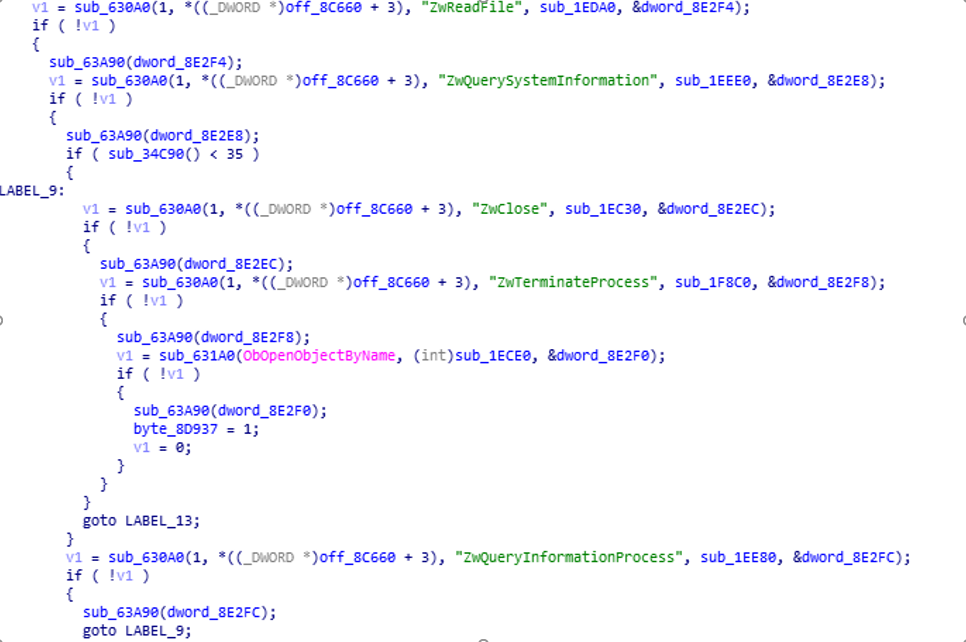 v1 = sub_630A0(1, *((_DWORD *)off_8C660 + 3), "ZwReadFile", sub_1EDA0, &dword_8E2F4);
if ( !v1 )
{
sub_63A90(dword_8E2F4);
v1 = sub_630A0(1, *((_DWORD *)off_8C660 + 3), "ZwQuerySystemInformation", sub_1EEE0, &dword_8E2E8);
if ( !v1 )
{
sub_63A90(dword_8E2E8);
if ( sub_34C90() < 35 )
{
LABEL_9:
v1 = sub_630A0(1, *((_DWORD *)off_8C660 + 3), "ZwClose", sub_1EC30, &dword_8E2EC);
if ( !v1 )
{
sub_63A90(dword_8E2EC);
v1 = sub_630A0(1, *((_DWORD *)off_8C660 + 3), "ZwTerminateProcess", sub_1F8C0, &dword_8E2F8);
if ( !v1 )
{
sub_63A90(dword_8E2F8);
v1 = sub_631A0(ObOpenObjectByName, (int)sub_1ECE0, &dword_8E2F0);
if ( !v1 )
{
sub_63A90(dword_8E2F0);
byte_8D937 = 1;
v1 = 0;
}
}
}
goto LABEL_13;
}
v1 = sub_630A0(1, *((_DWORD *)off_8C660 + 3), "ZwQueryInformationProcess", sub_1EE80, &dword_8E2FC);
if ( !v1 )
{
sub_63A90(dword_8E2FC);
goto LABEL_9;